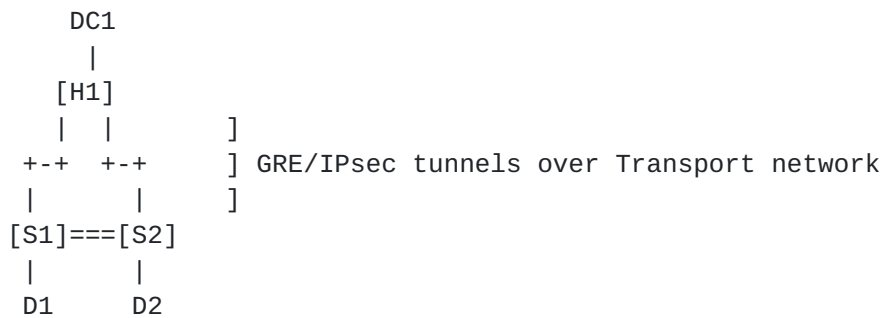 DC1
|
[H1]
| | ]
+-+ +-+ ] GRE/IPsec tunnels over Transport network
| | ]
[S1]===[S2]
| |
D1 D2